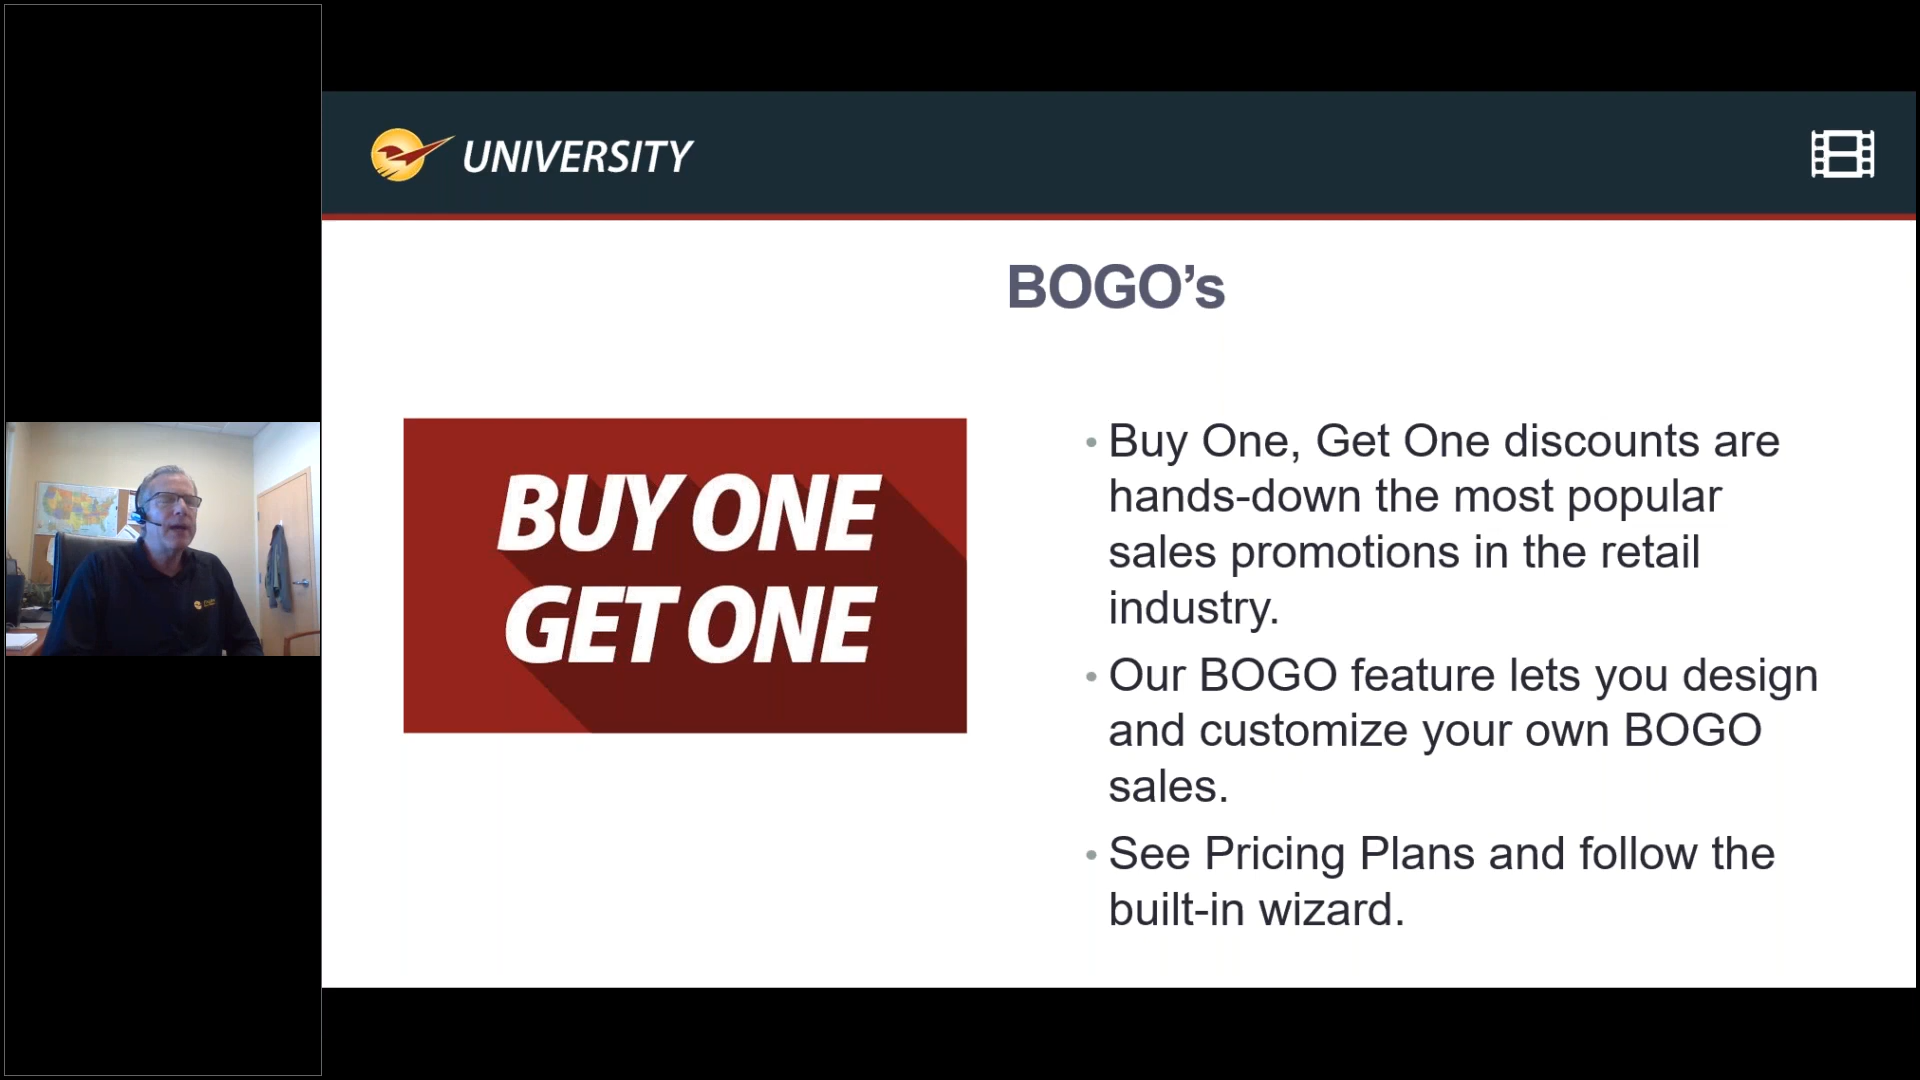 UNIVERSITY
BOGO’s
BUY ONE
GET ONE
Buy One, Get One discounts are
hands-down the most popular
sales promotions in the retail
industry.
Our BOGO feature lets you design
and customize your own BOGO
sales.
See Pricing Plans and follow the
built-in wizard.